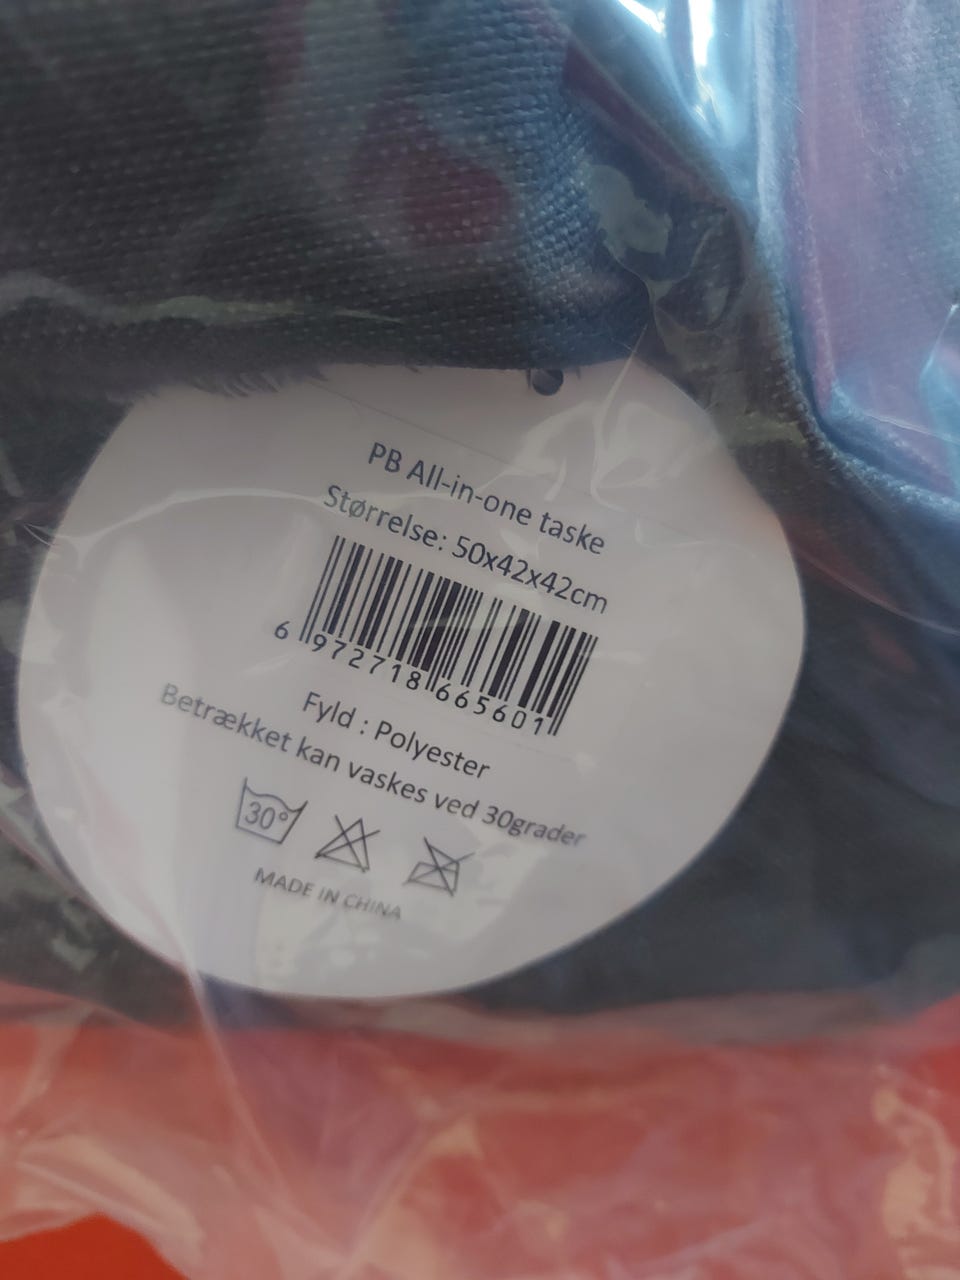 PB All-in-one taske
Størrelse: 50x42x42cm
6 972718 665601
Fyld : Polyester
Betrækket kan vaskes ved 30grader
30°
MADE IN CHINA